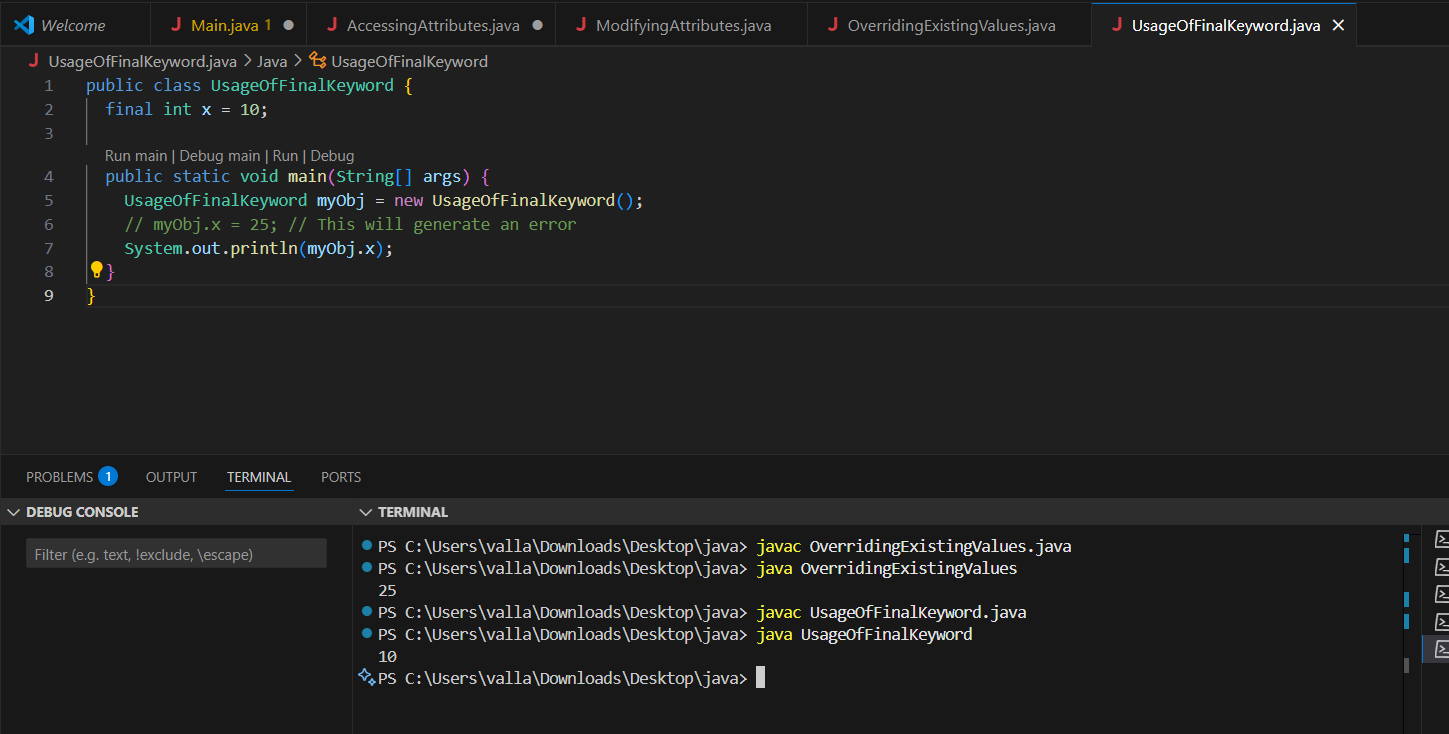 Welcome
Main.java 1
AccessingAttributes.java
ModifyingAttributes.java
OverridingExistingValues.java
UsageOfFinalKeyword.java
UsageOfFinalKeyword.java > Java > UsageOfFinalKeyword
1 public class UsageOfFinalKeyword {
2 final int x = 10;
3
Run main | Debug main | Run | Debug
4 public static void main(String[] args) {
5 UsageOfFinalKeyword myObj = new UsageOfFinalKeyword();
6 // myObj.x = 25; // This will generate an error
7 System.out.println(myObj.x);
8 }
9 }
PROBLEMS 1 OUTPUT TERMINAL PORTS
DEBUG CONSOLE
Filter (e.g. text, !exclude, \escape)
TERMINAL
PS C:\Users\valla\Downloads\Desktop\java> javac OverridingExistingValues.java
PS C:\Users\valla\Downloads\Desktop\java> java OverridingExistingValues
25
PS C:\Users\valla\Downloads\Desktop\java> javac UsageOfFinalKeyword.java
PS C:\Users\valla\Downloads\Desktop\java> java UsageOfFinalKeyword
10
PS C:\Users\valla\Downloads\Desktop\java>